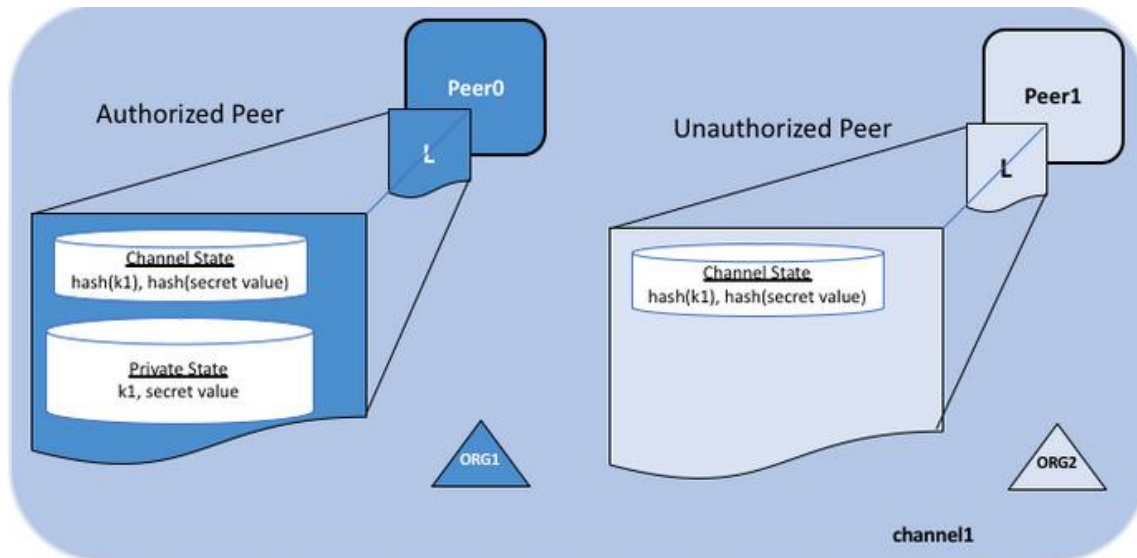 Peer0
Authorized Peer
L
Channel State
hash(k1), hash(secret value)
Private State
k1, secret value
ORG1
Peer1
Unauthorized Peer
L
Channel State
hash(k1), hash(secret value)
ORG2
channel1